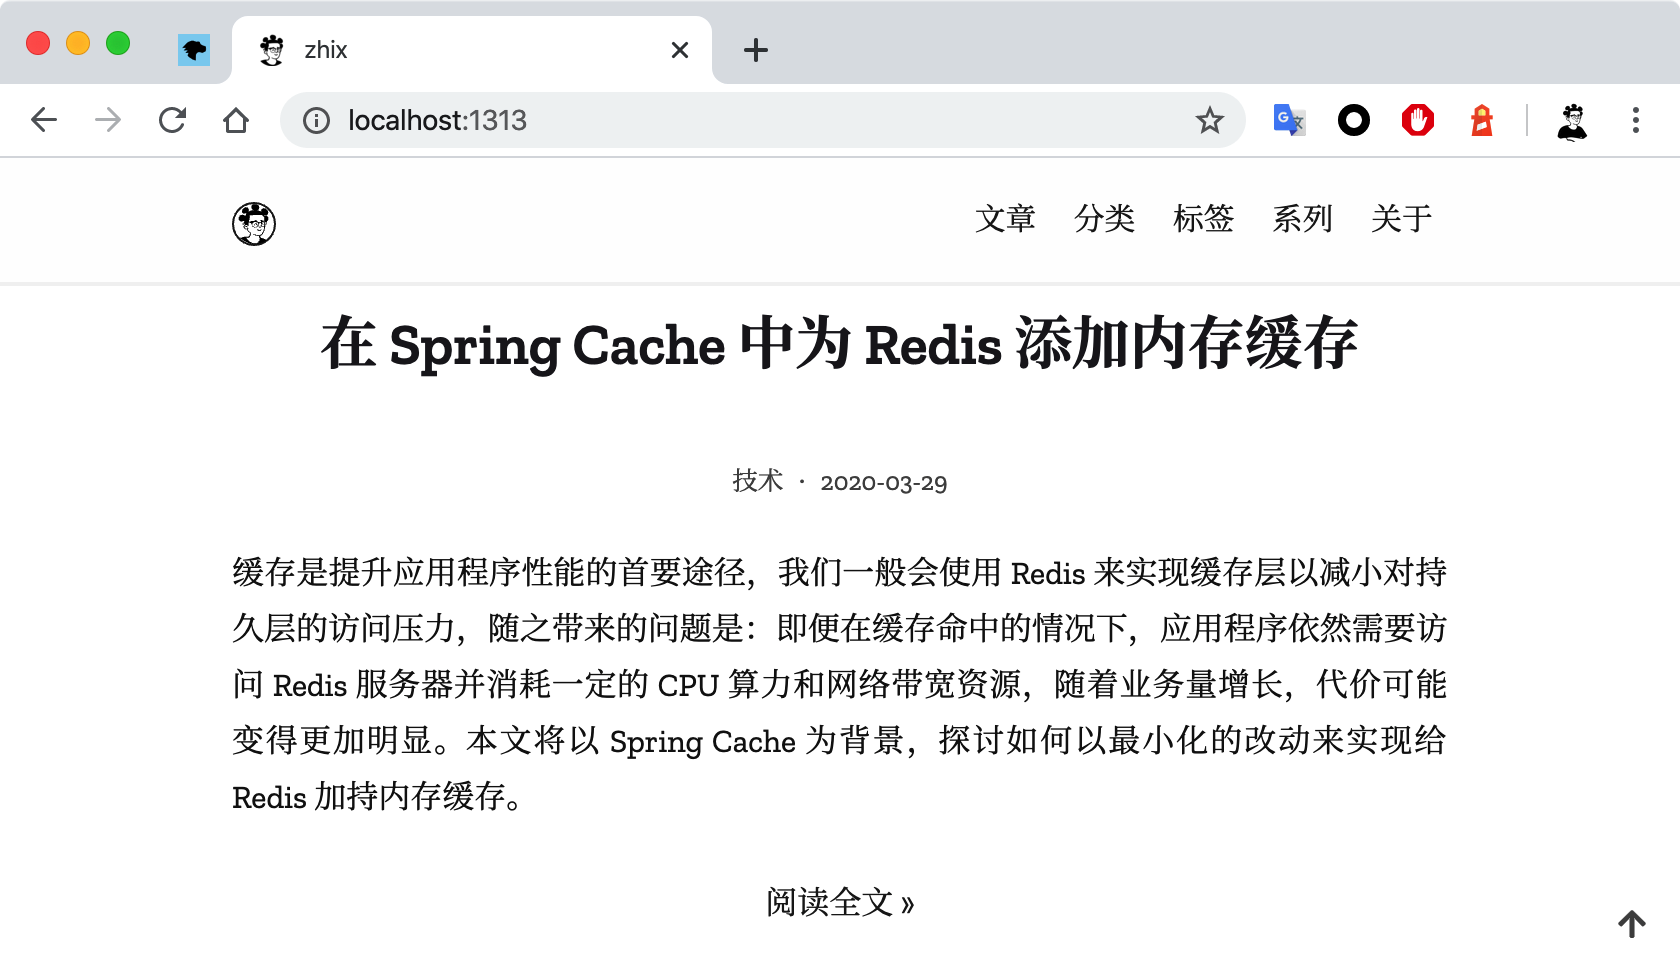 zhix
localhost:1313
文章 分类 标签 系列 关于
在 Spring Cache 中为 Redis 添加内存缓存
技术 · 2020-03-29
缓存是提升应用程序性能的首要途径，我们一般会使用 Redis 来实现缓存层以减小对持
久层的访问压力，随之带来的问题是：即便在缓存命中的情况下，应用程序依然需要访
问 Redis 服务器并消耗一定的 CPU 算力和网络带宽资源，随着业务量增长，代价可能
变得更加明显。本文将以 Spring Cache 为背景，探讨如何以最小化的改动来实现给
Redis 加持内存缓存。
阅读全文 »